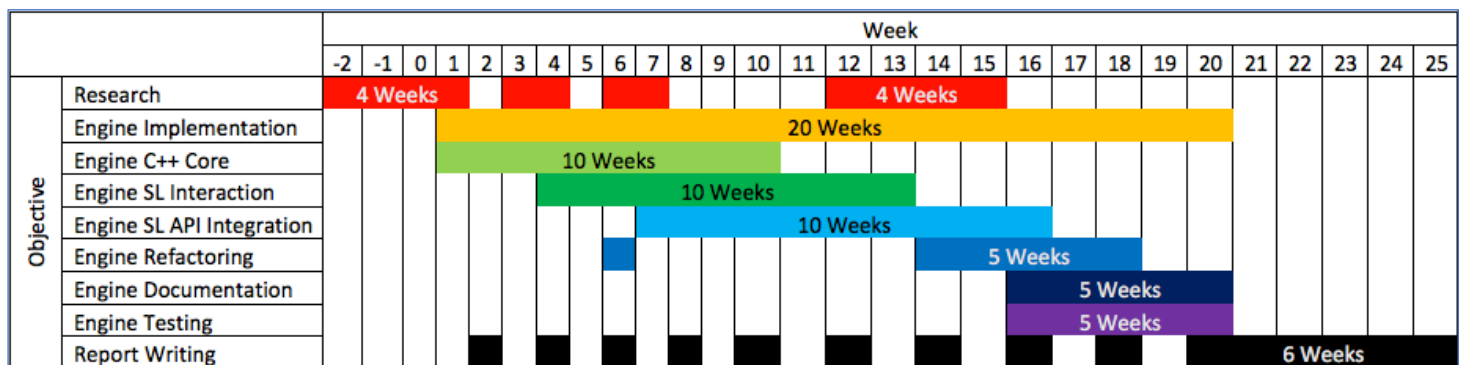 Week
-2 -1 0 1 2 3 4 5 6 7 8 9 10 11 12 13 14 15 16 17 18 19 20 21 22 23 24 25
Objective
Research 4 Weeks 4 Weeks
Engine Implementation 20 Weeks
Engine C++ Core 10 Weeks
Engine SL Interaction 10 Weeks
Engine SL API Integration 10 Weeks
Engine Refactoring 5 Weeks
Engine Documentation 5 Weeks
Engine Testing 5 Weeks
Report Writing 6 Weeks